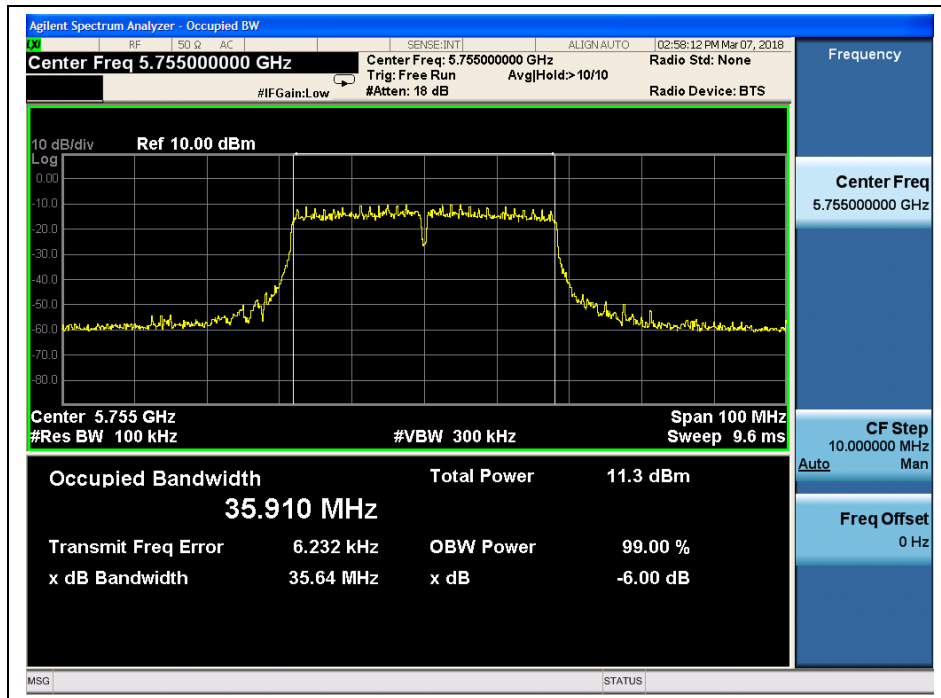 Agilent Spectrum Analyzer - Occupied BW
LXI RF 50 Ω AC SENSE:INT ALIGN AUTO 02:58:12 PM Mar 07, 2018
Center Freq 5.755000000 GHz
Center Freq: 5.755000000 GHz
Radio Std: None
Trig: Free Run Avg|Hold:>10/10
#IFGain:Low
#Atten: 18 dB
Radio Device: BTS
10 dB/div Ref 10.00 dBm
Log
0.00
-10.0
-20.0
-30.0
-40.0
-50.0
-60.0
-70.0
-80.0
Center 5.755 GHz Span 100 MHz
#Res BW 100 kHz #VBW 300 kHz Sweep 9.6 ms
Occupied Bandwidth Total Power 11.3 dBm
35.910 MHz
Transmit Freq Error 6.232 kHz OBW Power 99.00 %
x dB Bandwidth 35.64 MHz x dB -6.00 dB
Frequency
Center Freq
5.755000000 GHz
CF Step
10.000000 MHz
Auto Man
Freq Offset
0 Hz
MSG STATUS